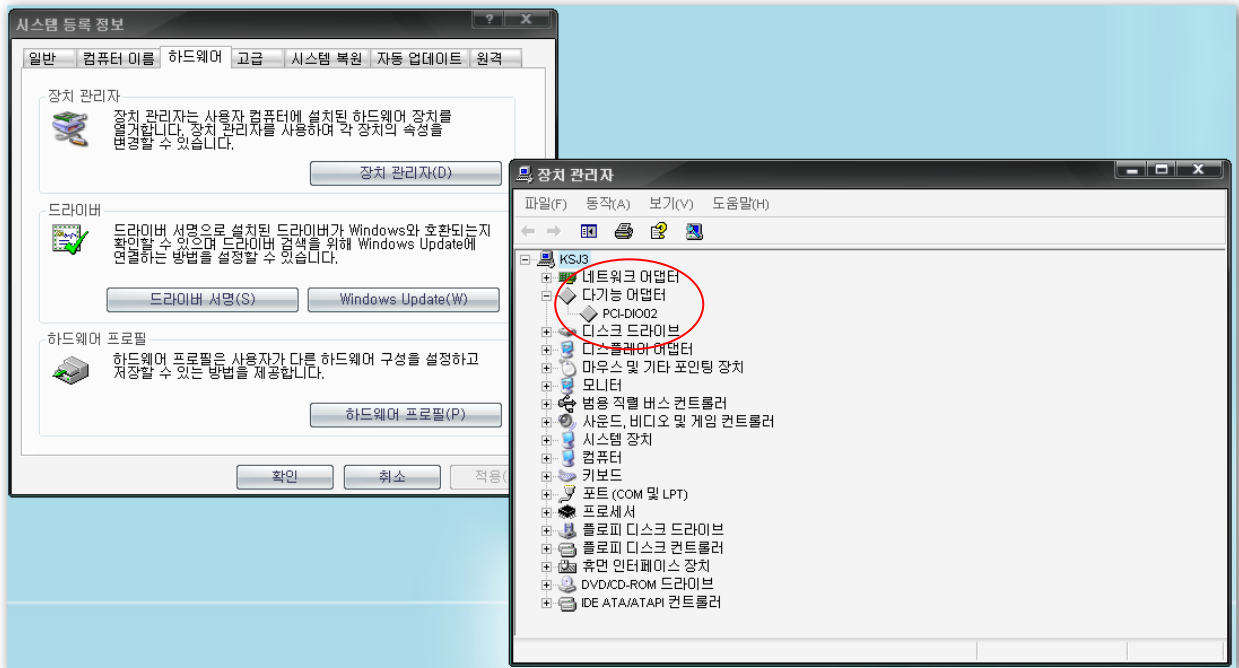 시스템 등록 정보
일반 컴퓨터 이름 하드웨어 고급 시스템 복원 자동 업데이트 원격
장치 관리자
장치 관리자는 사용자 컴퓨터에 설치된 하드웨어 장치를
열거합니다. 장치 관리자를 사용하여 각 장치의 속성을
변경할 수 있습니다.
장치 관리자(D)
드라이버
드라이버 서명으로 설치된 드라이버가 Windows와 호환되는지
확인할 수 있으며 드라이버 검색을 위해 Windows Update에
연결하는 방법을 설정할 수 있습니다.
드라이버 서명(S) Windows Update(W)
하드웨어 프로필
하드웨어 프로필은 사용자가 다른 하드웨어 구성을 설정하고
저장할 수 있는 방법을 제공합니다.
하드웨어 프로필(P)
확인 취소 적용(
장치 관리자
파일(F) 동작(A) 보기(V) 도움말(H)
KSJ3
네트워크 어댑터
다기능 어댑터
PCI-DIO02
디스크 드라이브
디스플레이 어댑터
마우스 및 기타 포인팅 장치
모니터
범용 직렬 버스 컨트롤러
사운드, 비디오 및 게임 컨트롤러
시스템 장치
컴퓨터
키보드
포트 (COM 및 LPT)
프로세서
플로피 디스크 드라이브
플로피 디스크 컨트롤러
휴먼 인터페이스 장치
DVD/CD-ROM 드라이브
IDE ATA/ATAPI 컨트롤러